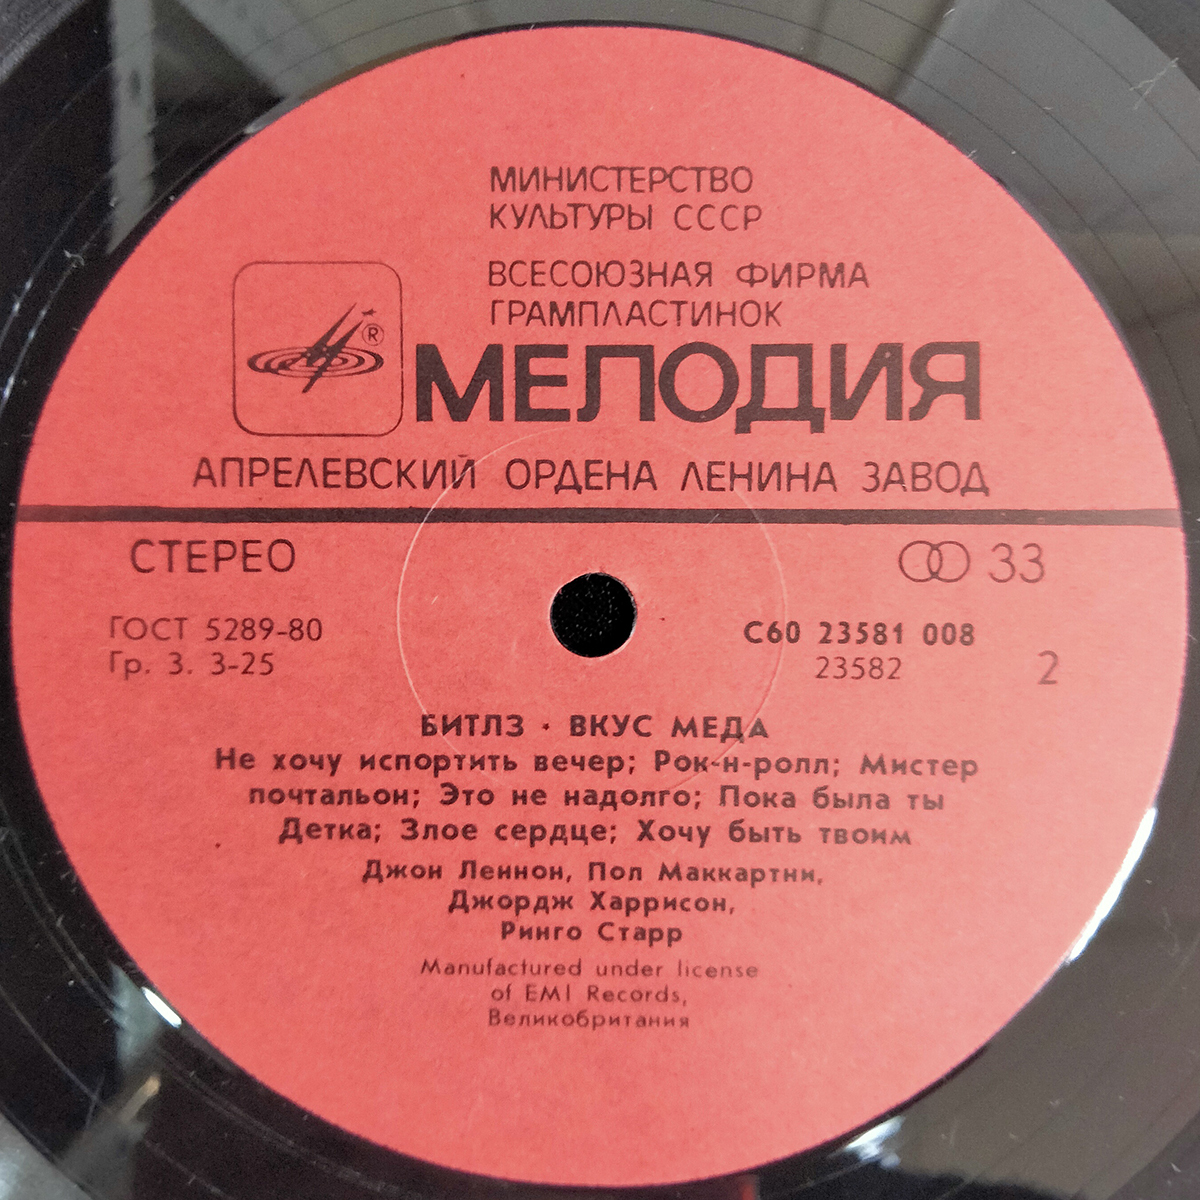 МИНИСТЕРСТВО
КУЛЬТУРЫ СССР
ВСЕСОЮЗНАЯ ФИРМА
ГРАМПЛАСТИНОК
®
МЕЛОДИЯ
АПРЕЛЕВСКИЙ ОРДЕНА ЛЕНИНА ЗАВОД
СТЕРЕО
33
ГОСТ 5289-80
Гр. 3. 3-25
С60 23581 008
23582
2
БИТЛЗ · ВКУС МЕДА
Не хочу испортить вечер; Рок-н-ролл; Мистер
почтальон; Это не надолго; Пока была ты
Детка; Злое сердце; Хочу быть твоим
Джон Леннон, Пол Маккартни,
Джордж Харрисон,
Ринго Старр
Manufactured under license
of EMI Records,
Великобритания